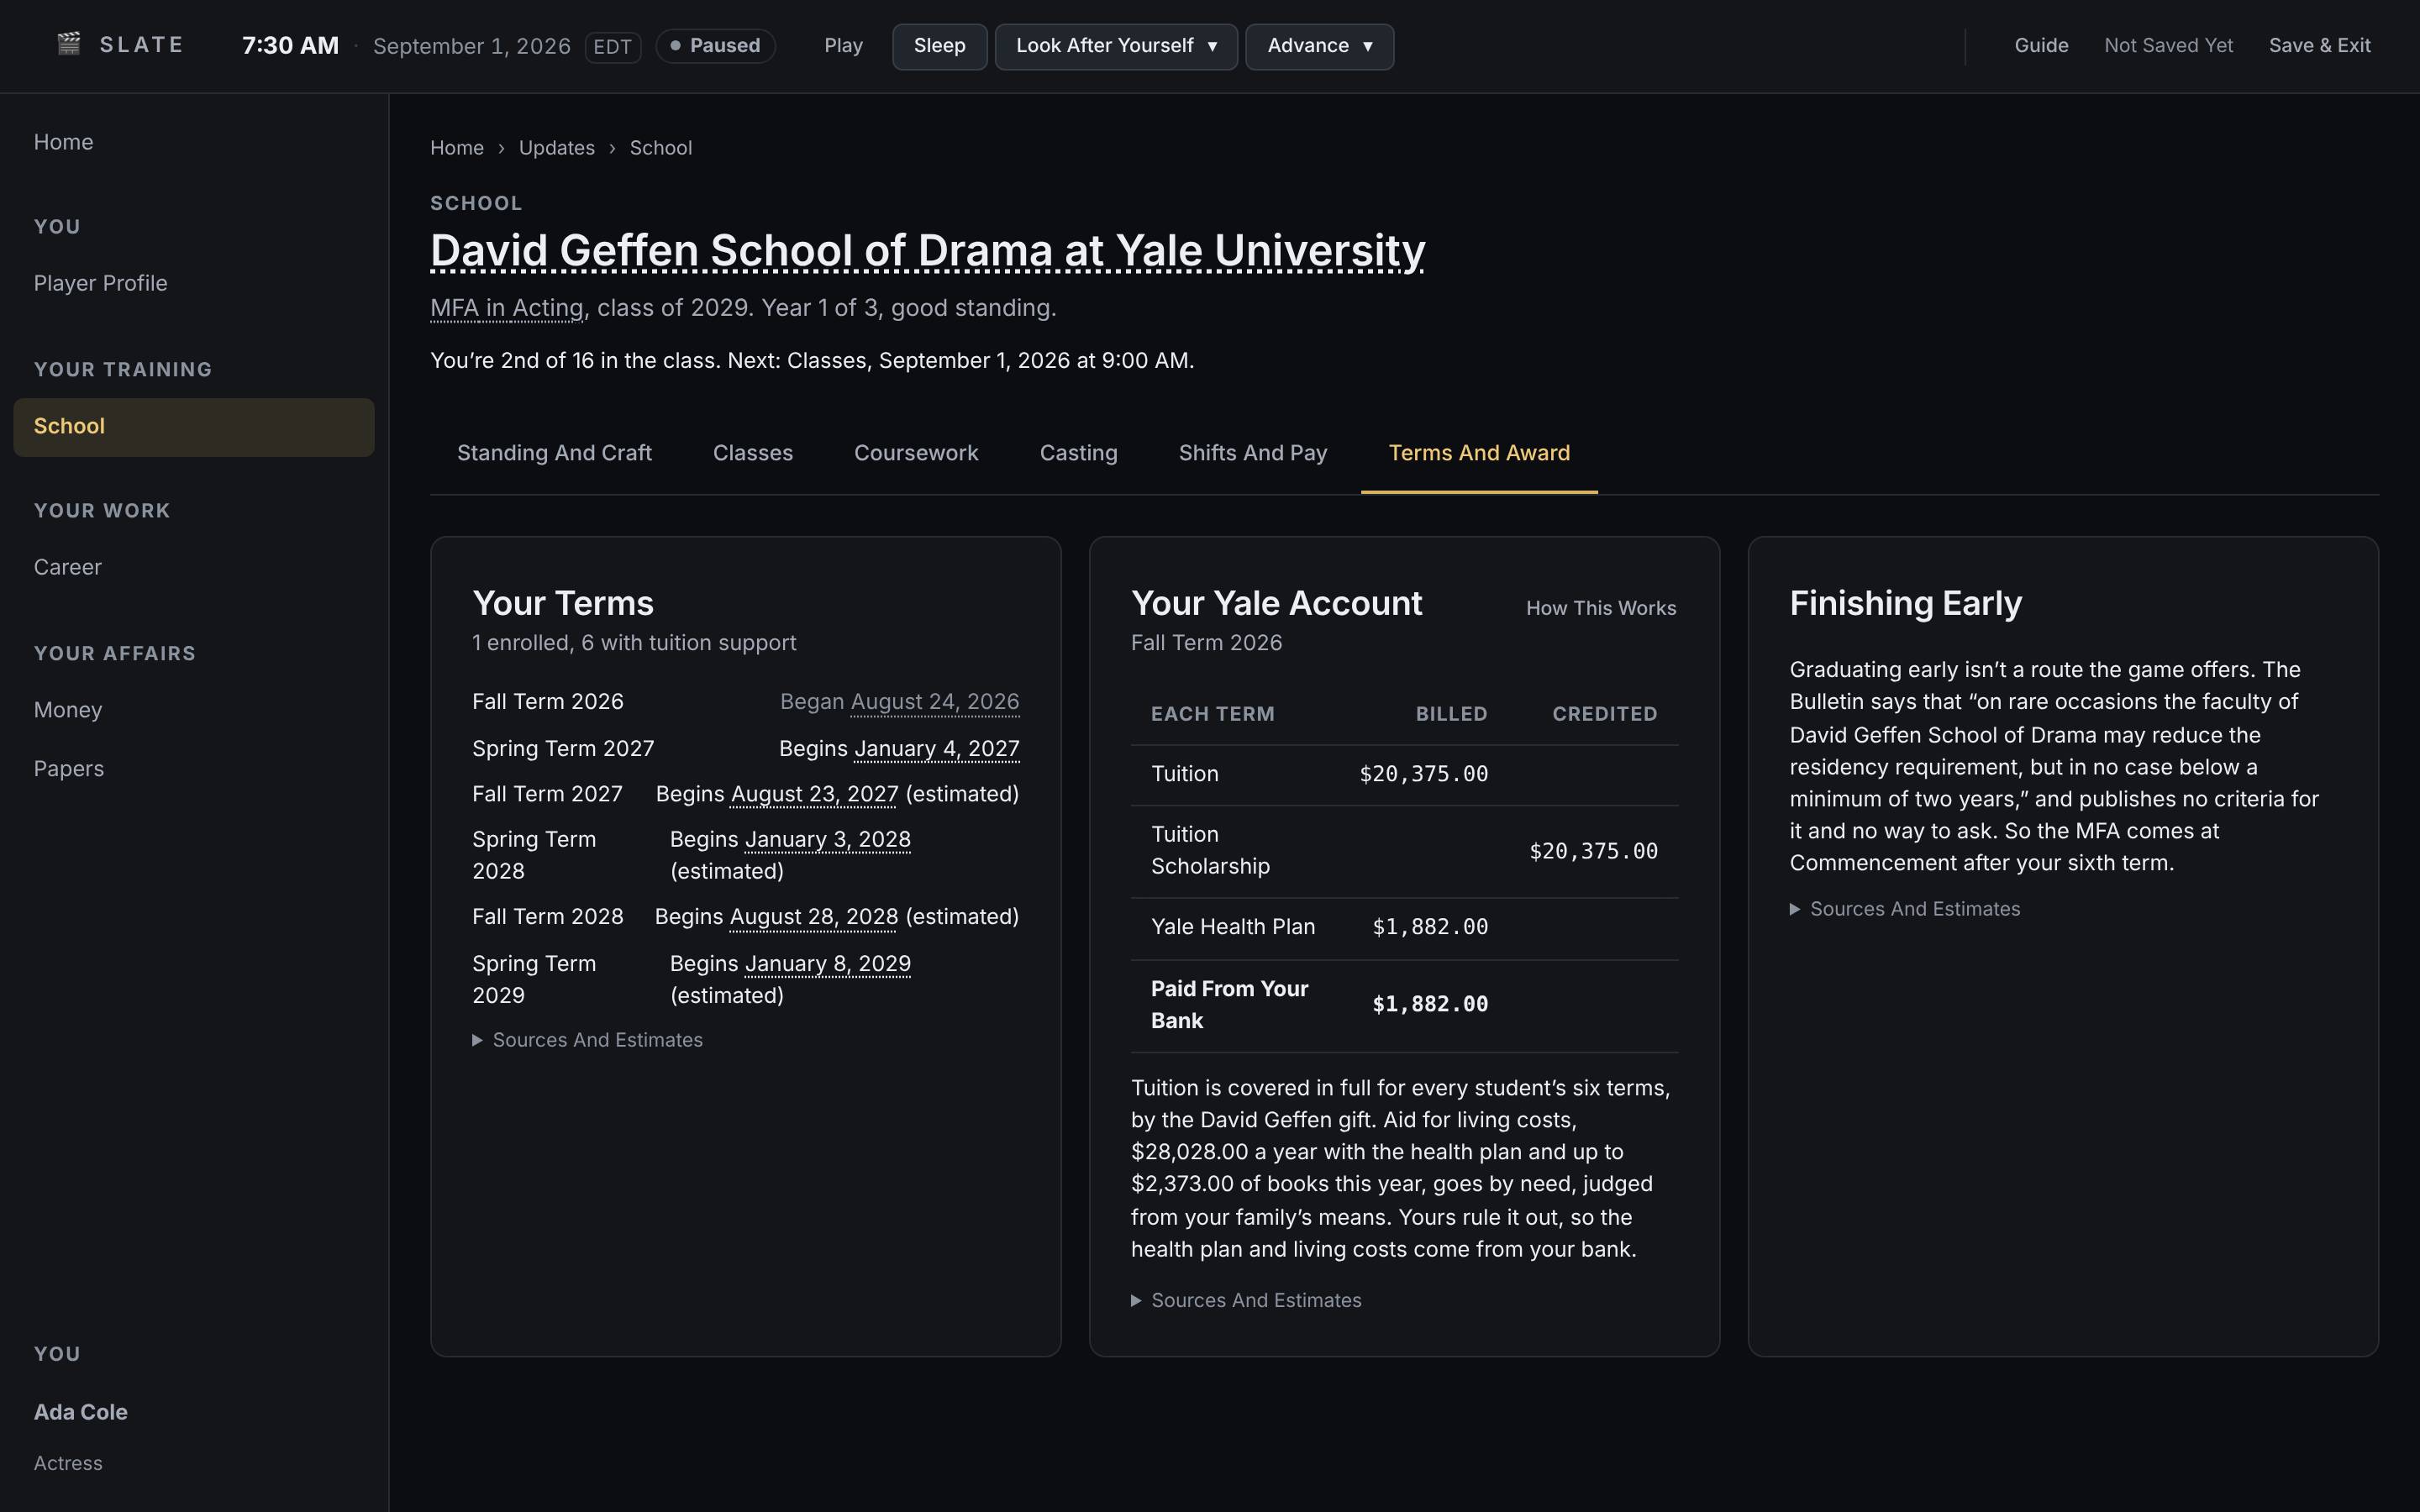 SLATE
7:30 AM · September 1, 2026 EDT Paused Play Sleep Look After Yourself ▾ Advance ▾ Guide Not Saved Yet Save & Exit
Home
YOU
Player Profile
YOUR TRAINING
School
YOUR WORK
Career
YOUR AFFAIRS
Money
Papers
YOU
Ada Cole
Actress
Home › Updates › School
SCHOOL
David Geffen School of Drama at Yale University
MFA in Acting, class of 2029. Year 1 of 3, good standing.
You’re 2nd of 16 in the class. Next: Classes, September 1, 2026 at 9:00 AM.
Standing And Craft Classes Coursework Casting Shifts And Pay Terms And Award
Your Terms
1 enrolled, 6 with tuition support
Fall Term 2026 Began August 24, 2026
Spring Term 2027 Begins January 4, 2027
Fall Term 2027 Begins August 23, 2027 (estimated)
Spring Term 2028 Begins January 3, 2028 (estimated)
Fall Term 2028 Begins August 28, 2028 (estimated)
Spring Term 2029 Begins January 8, 2029 (estimated)
▶ Sources And Estimates
Your Yale Account How This Works
Fall Term 2026
EACH TERM BILLED CREDITED
Tuition $20,375.00
Tuition Scholarship $20,375.00
Yale Health Plan $1,882.00
Paid From Your Bank $1,882.00
Tuition is covered in full for every student’s six terms,
by the David Geffen gift. Aid for living costs,
$28,028.00 a year with the health plan and up to
$2,373.00 of books this year, goes by need, judged
from your family’s means. Yours rule it out, so the
health plan and living costs come from your bank.
▶ Sources And Estimates
Finishing Early
Graduating early isn’t a route the game offers. The
Bulletin says that “on rare occasions the faculty of
David Geffen School of Drama may reduce the
residency requirement, but in no case below a
minimum of two years,” and publishes no criteria for
it and no way to ask. So the MFA comes at
Commencement after your sixth term.
▶ Sources And Estimates